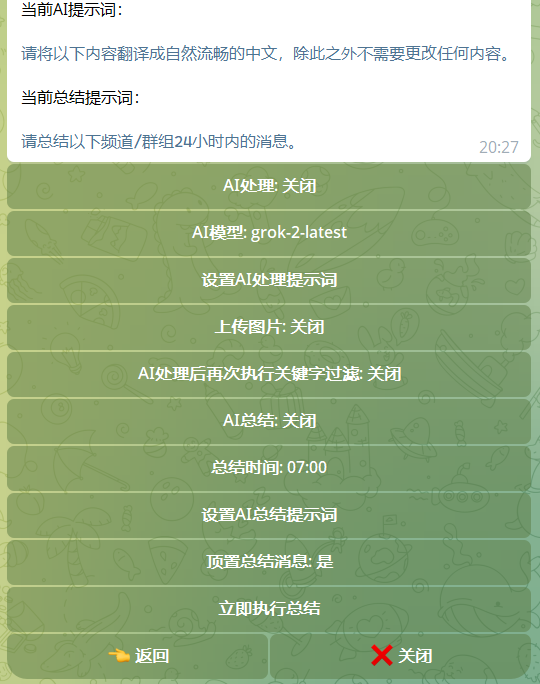 当前AI提示词：
请将以下内容翻译成自然流畅的中文，除此之外不需要更改任何内容。
当前总结提示词：
请总结以下频道/群组24小时内的消息。
20:27
AI处理: 关闭
AI模型: grok-2-latest
设置AI处理提示词
上传图片: 关闭
AI处理后再次执行关键字过滤: 关闭
AI总结: 关闭
总结时间: 07:00
设置AI总结提示词
顶置总结消息: 是
立即执行总结
👈 返回
❌ 关闭